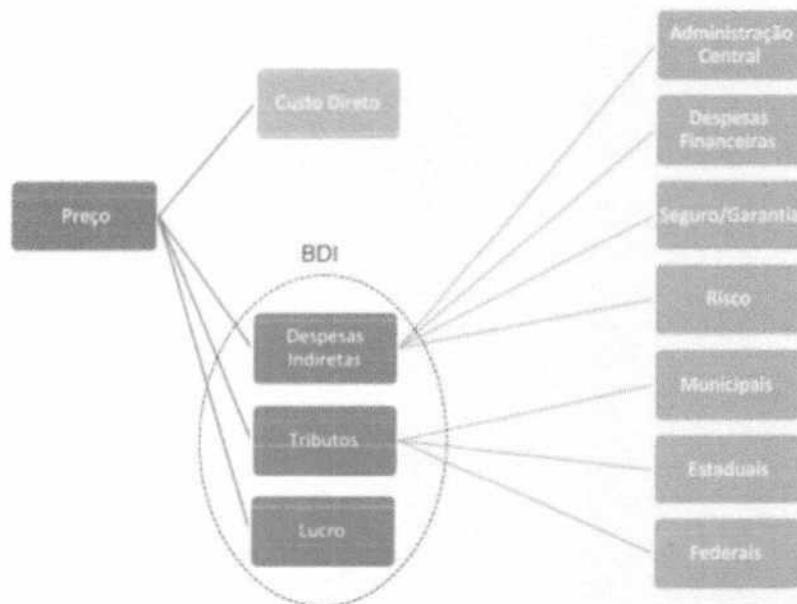 Administração
Central
Custo Direto
Despesas
Financeiras
Preço
Seguro/Garantia
BDI
Risco
Despesas
Indiretas
Municipais
Tributos
Estaduais
Lucro
Federais